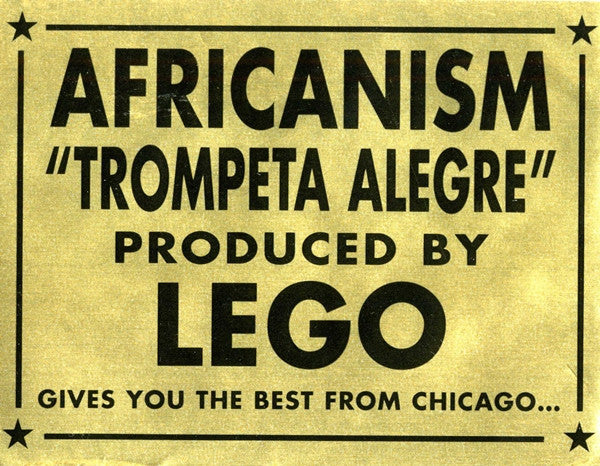 AFRICANISM
"TROMPETA ALEGRE"
PRODUCED BY
LEGO
GIVES YOU THE BEST FROM CHICAGO...